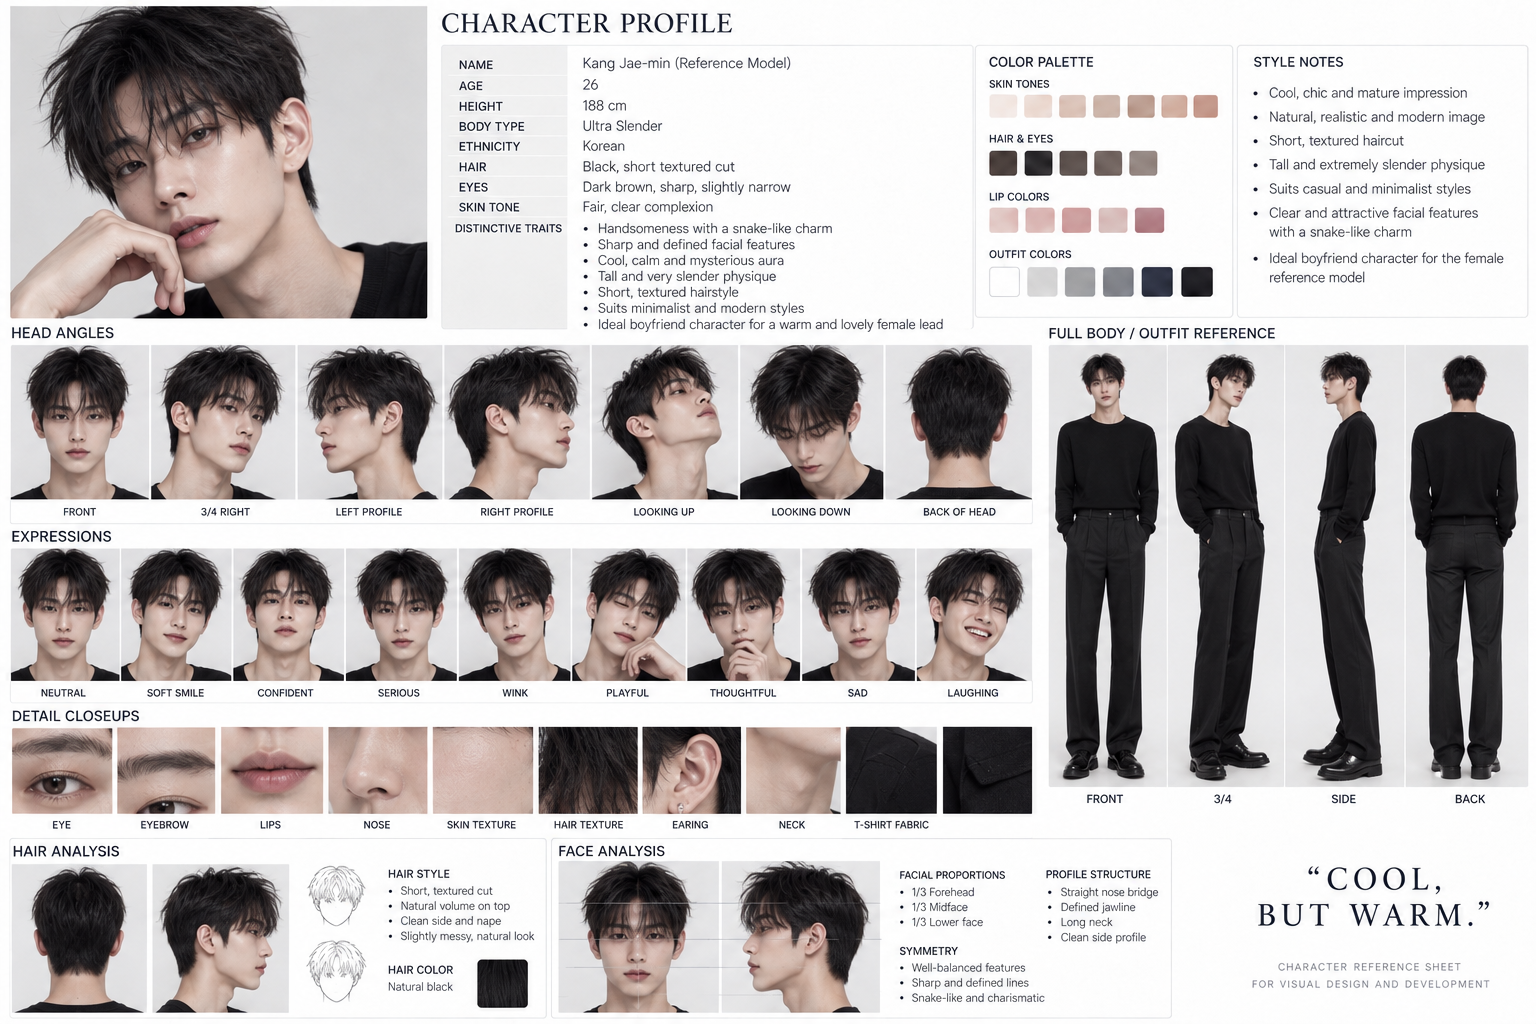 CHARACTER PROFILE
NAME Kang Jae-min (Reference Model)
AGE 26
HEIGHT 188 cm
BODY TYPE Ultra Slender
ETHNICITY Korean
HAIR Black, short textured cut
EYES Dark brown, sharp, slightly narrow
SKIN TONE Fair, clear complexion
DISTINCTIVE TRAITS • Handsomeness with a snake-like charm
• Sharp and defined facial features
• Cool, calm and mysterious aura
• Tall and very slender physique
• Short, textured hairstyle
• Suits minimalist and modern styles
• Ideal boyfriend character for a warm and lovely female lead
COLOR PALETTE
SKIN TONES
HAIR & EYES
LIP COLORS
OUTFIT COLORS
STYLE NOTES
• Cool, chic and mature impression
• Natural, realistic and modern image
• Short, textured haircut
• Tall and extremely slender physique
• Suits casual and minimalist styles
• Clear and attractive facial features
with a snake-like charm
• Ideal boyfriend character for the female
reference model
HEAD ANGLES
FRONT 3/4 RIGHT LEFT PROFILE RIGHT PROFILE LOOKING UP LOOKING DOWN BACK OF HEAD
EXPRESSIONS
NEUTRAL SOFT SMILE CONFIDENT SERIOUS WINK PLAYFUL THOUGHTFUL SAD LAUGHING
DETAIL CLOSEUPS
EYE EYEBROW LIPS NOSE SKIN TEXTURE HAIR TEXTURE EARING NECK T-SHIRT FABRIC
FULL BODY / OUTFIT REFERENCE
FRONT 3/4 SIDE BACK
HAIR ANALYSIS
HAIR STYLE
• Short, textured cut
• Natural volume on top
• Clean side and nape
• Slightly messy, natural look
HAIR COLOR
Natural black
FACE ANALYSIS
FACIAL PROPORTIONS
• 1/3 Forehead
• 1/3 Midface
• 1/3 Lower face
SYMMETRY
• Well-balanced features
• Sharp and defined lines
• Snake-like and charismatic
PROFILE STRUCTURE
• Straight nose bridge
• Defined jawline
• Long neck
• Clean side profile
“COOL,
BUT WARM.”
CHARACTER REFERENCE SHEET
FOR VISUAL DESIGN AND DEVELOPMENT